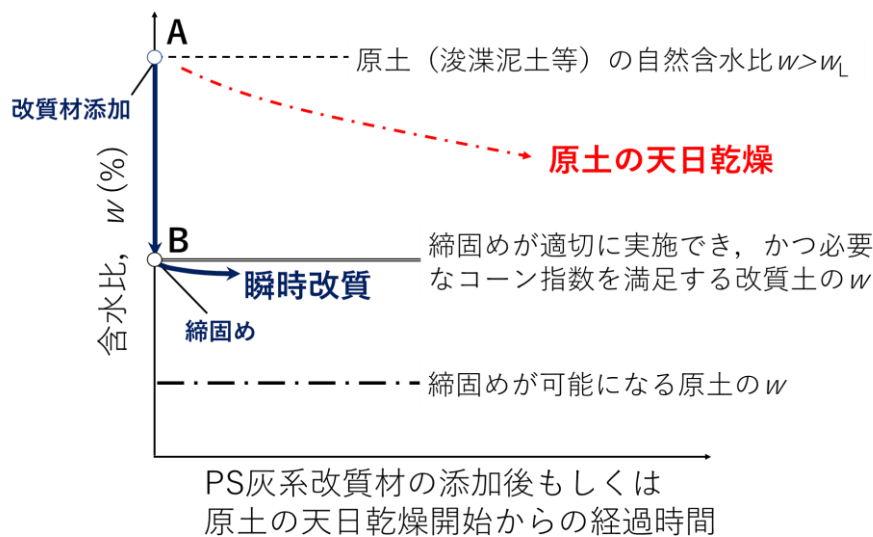 A
原土（浚渫泥土等）の自然含水比w>wL
改質材添加
原土の天日乾燥
含水比, w(%)
B
締固めが適切に実施でき，かつ必要
なコーン指数を満足する改質土のw
瞬時改質
締固め
締固めが可能になる原土のw
PS灰系改質材の添加後もしくは
原土の天日乾燥開始からの経過時間